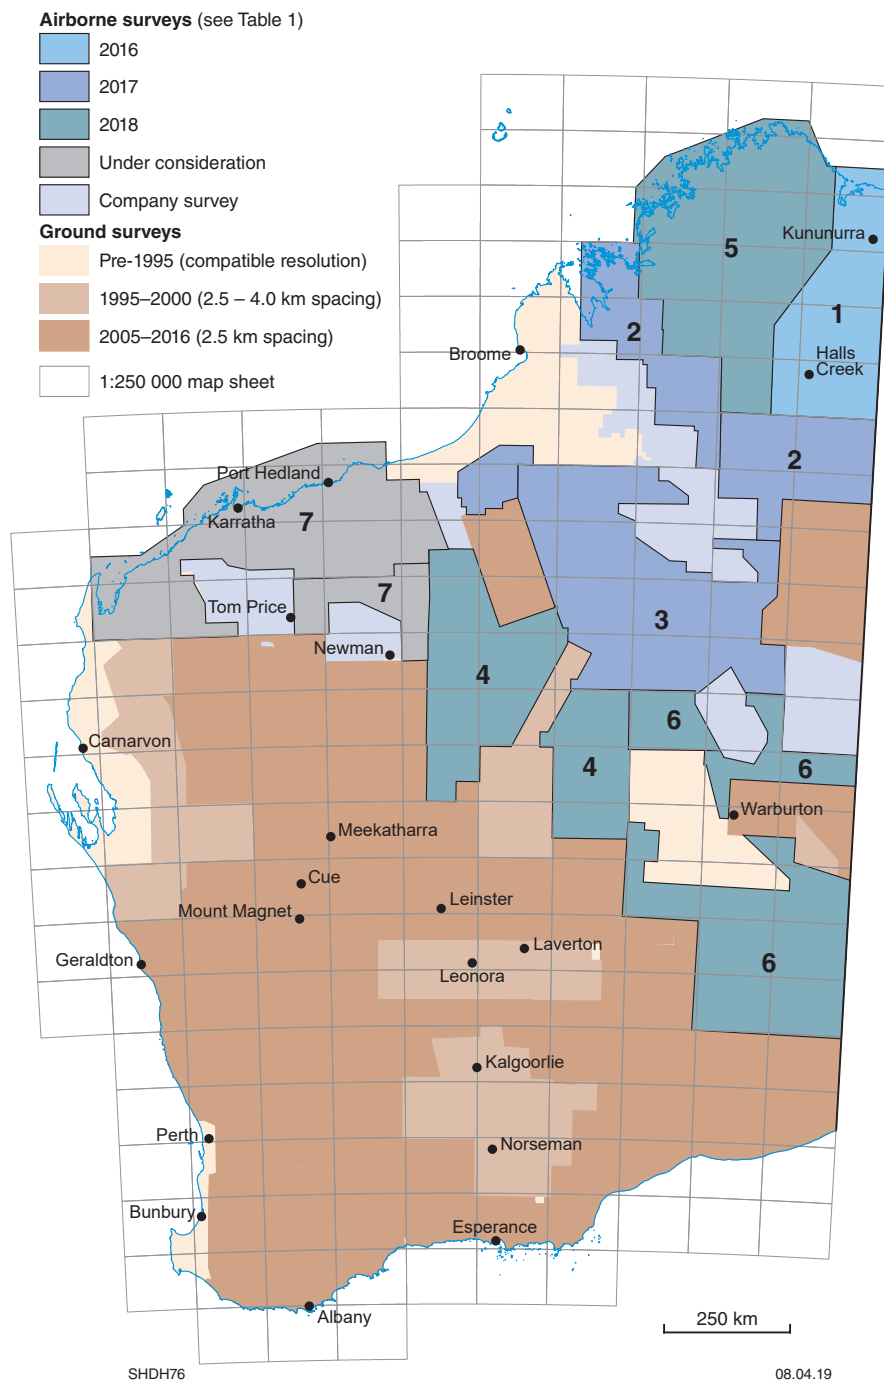 Airborne surveys (see Table 1)
2016
2017
2018
Under consideration
Company survey
Ground surveys
Pre-1995 (compatible resolution)
1995–2000 (2.5 – 4.0 km spacing)
2005–2016 (2.5 km spacing)
1:250 000 map sheet
Kununurra
5
1
2
Broome
Halls
Creek
2
Port Hedland
Karratha
7
7
Tom Price
3
Newman
4
6
Carnarvon
4
6
Warburton
Meekatharra
Cue
Leinster
Mount Magnet
Laverton
Geraldton
Leonora
6
Kalgoorlie
Perth
Norseman
Bunbury
Esperance
Albany
250 km
SHDH76
08.04.19